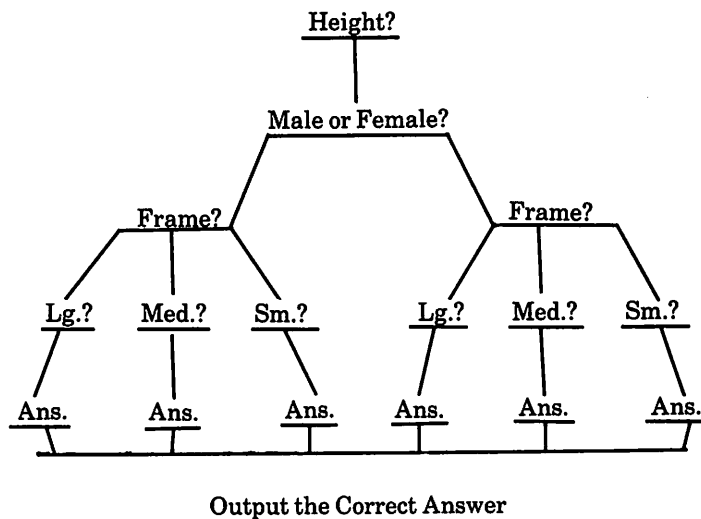 Height?
Male or Female?
Frame? Frame?
Lg.? Med.? Sm.? Lg.? Med.? Sm.?
Ans. Ans. Ans. Ans. Ans. Ans.
Output the Correct Answer